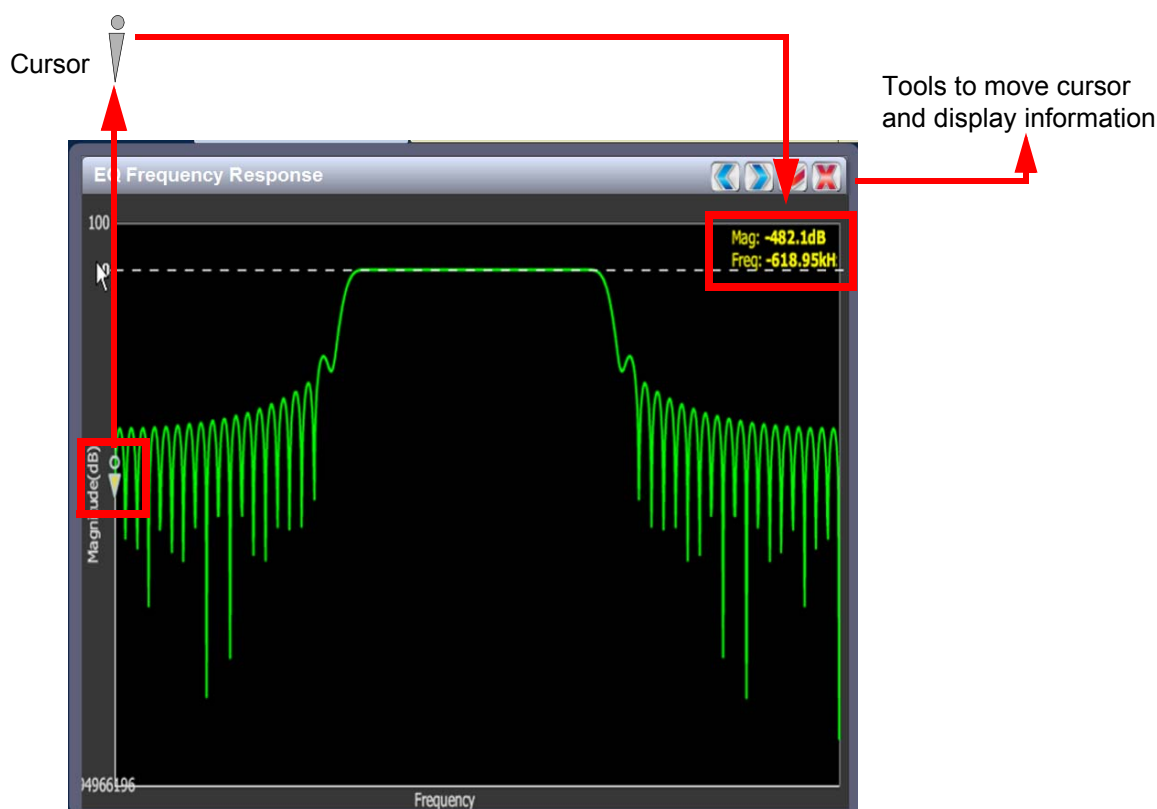 Cursor
Tools to move cursor
and display information
EQ Frequency Response
100
Mag: -482.1dB
Freq: -618.95kH
Magnitude(dB)
94966196
Frequency